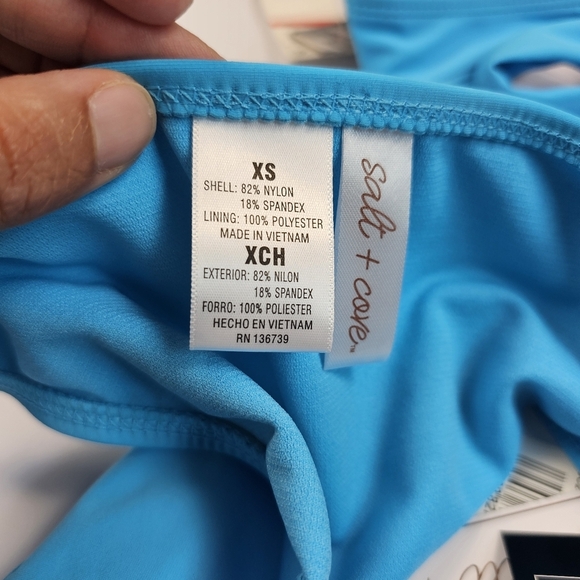 XS
SHELL: 82% NYLON
18% SPANDEX
LINING: 100% POLYESTER
MADE IN VIETNAM
XCH
EXTERIOR: 82% NILON
18% SPANDEX
FORRO: 100% POLIESTER
HECHO EN VIETNAM
RN 136739
salt + cove™